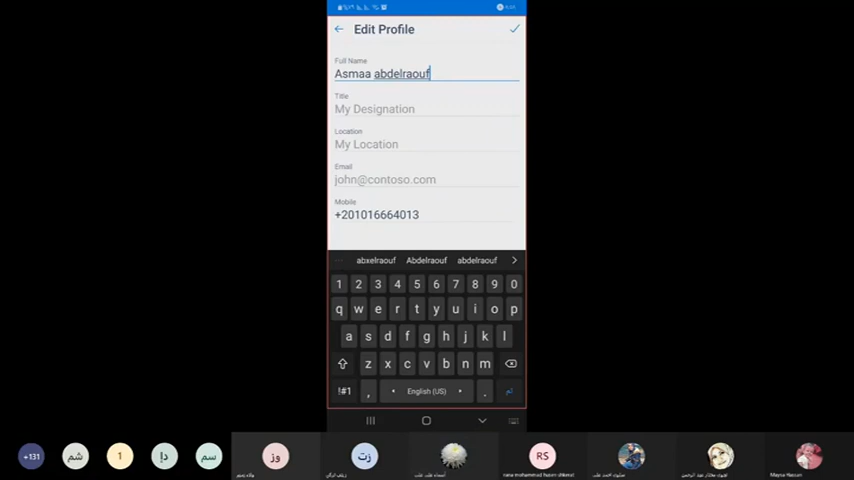 Edit Profile
Full Name
Asmaa abdelraouf
Title
My Designation
Location
My Location
Email
john@contoso.com
Mobile
+201016664013
abxelraouf Abdelraouf abdelraouf
1 2 3 4 5 6 7 8 9 0
q w e r t y u i o p
a s d f g h j k l
z x c v b n m
!#1 , English (US) . تم
+131 شم 1 دإ سم وز زت RS